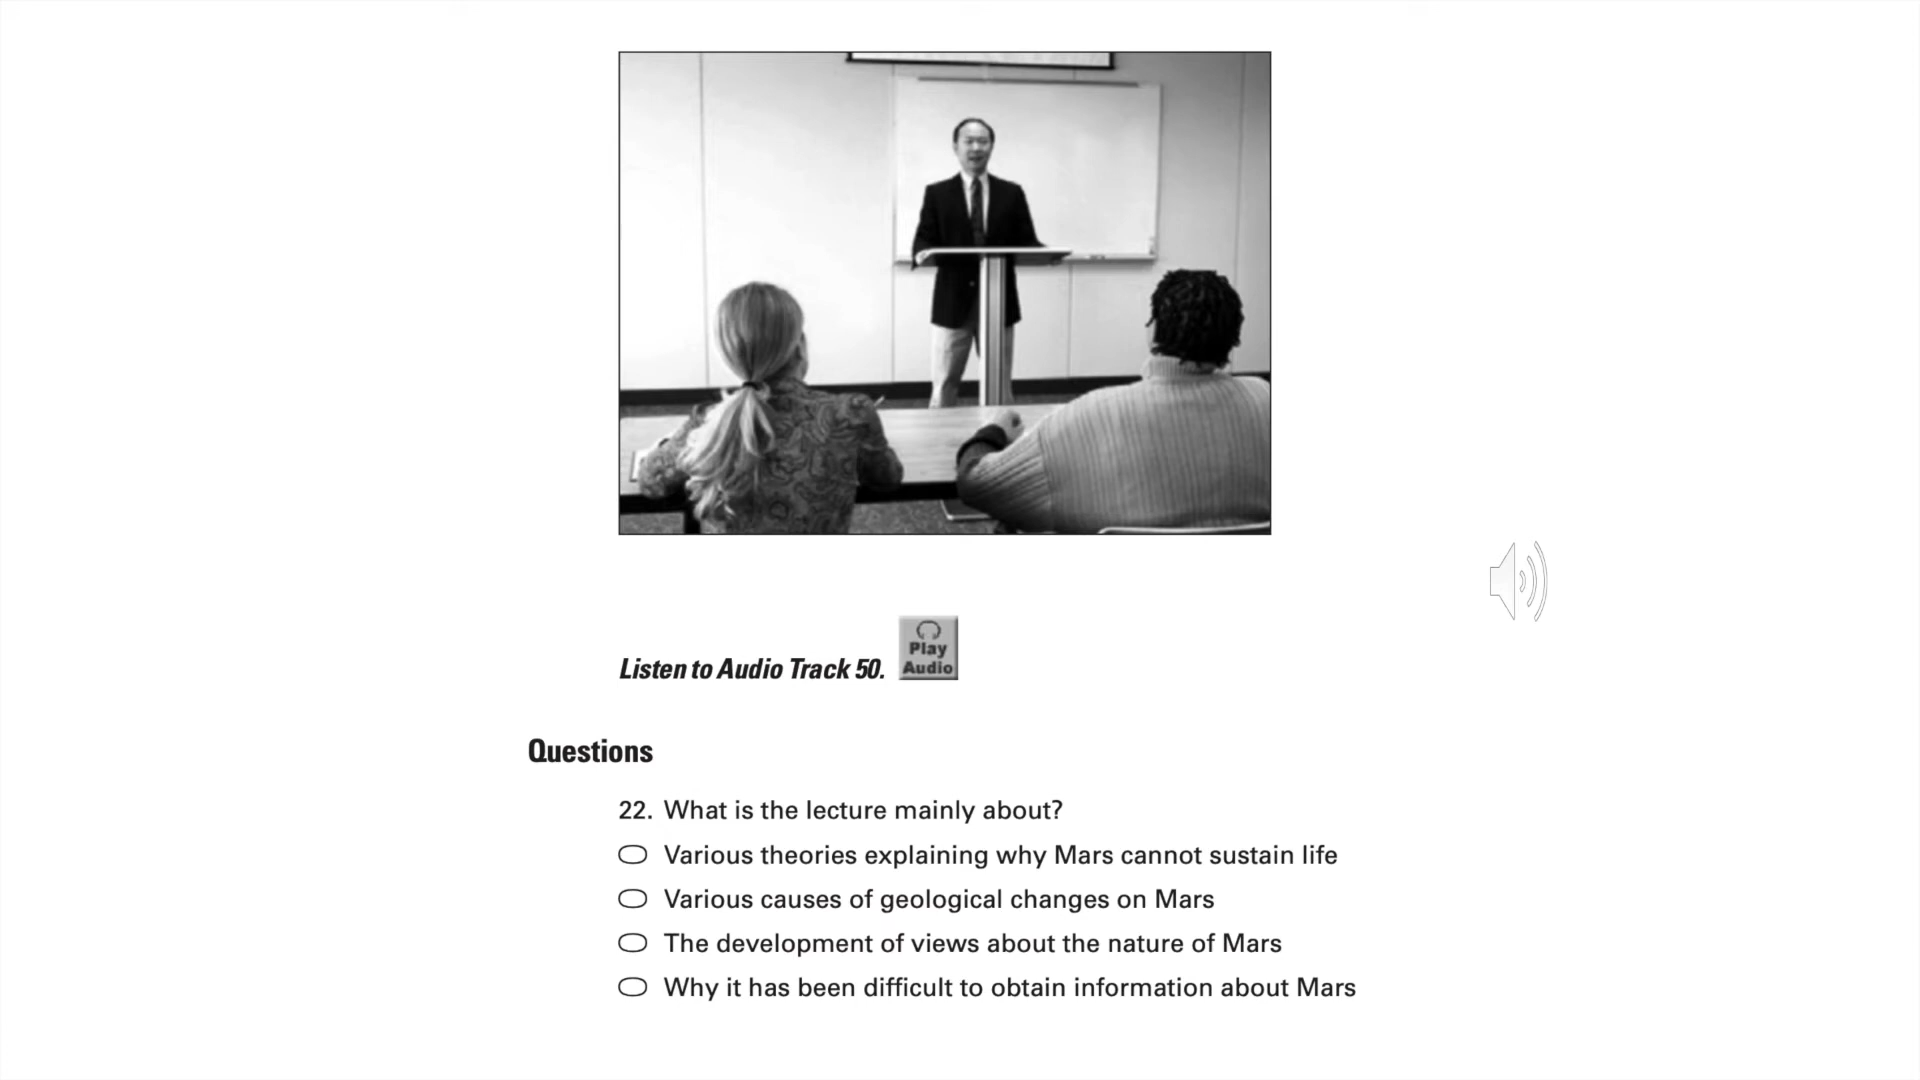 Listen to Audio Track 50.
Play
Audio
Questions
22. What is the lecture mainly about?
Various theories explaining why Mars cannot sustain life
Various causes of geological changes on Mars
The development of views about the nature of Mars
Why it has been difficult to obtain information about Mars